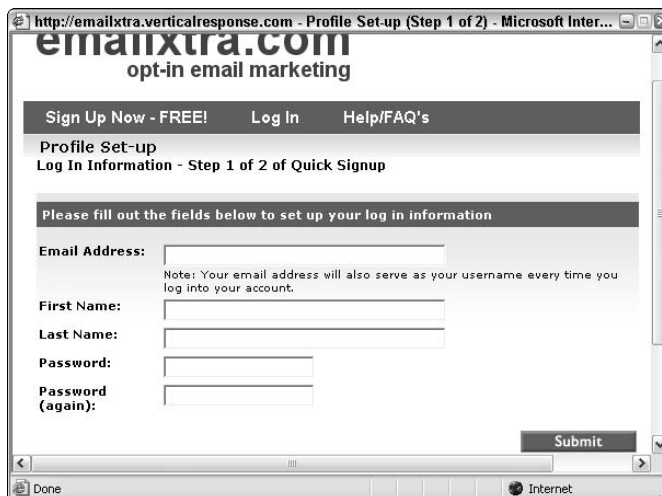 http://emailxtra.verticalresponse.com - Profile Set-up (Step 1 of 2) - Microsoft Inter...
emailxtra.com
opt-in email marketing
Sign Up Now - FREE! Log In Help/FAQ's
Profile Set-up
Log In Information - Step 1 of 2 of Quick Signup
Please fill out the fields below to set up your log in information
Email Address:
Note: Your email address will also serve as your username every time you
log into your account.
First Name:
Last Name:
Password:
Password
(again):
Submit
Done Internet